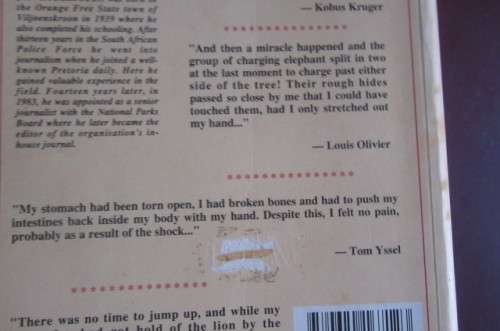 the Orange Free State town of
Viljoenskroon in 1939 where he
also completed his schooling. After
thirteen years in the South African
Police Force he went into
journalism when he joined a well-
known Pretoria daily. Here he
gained valuable experience in the
field. Fourteen years later, in
1983, he was appointed as a senior
journalist with the National Parks
Board where he later became the
editor of the organisation's in-
house journal.
— Kobus Kruger
"And then a miracle happened and the
group of charging elephant split in two
at the last moment to charge past either
side of the tree! Their rough hides
passed so close by me that I could have
touched them, had I only stretched out
my hand..."
— Louis Olivier
"My stomach had been torn open, I had broken bones and had to push my
intestines back inside my body with my hand. Despite this, I felt no pain,
probably as a result of the shock..."
— Tom Yssel
"There was no time to jump up, and while my
hold of the lion by the